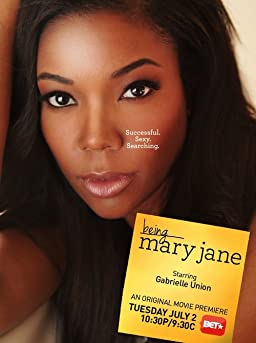 Successful.
Sexy.
Searching.
being
mary jane
Starring
Gabrielle Union
AN ORIGINAL MOVIE PREMIERE
TUESDAY JULY 2
10:30P/9:30C
BET★